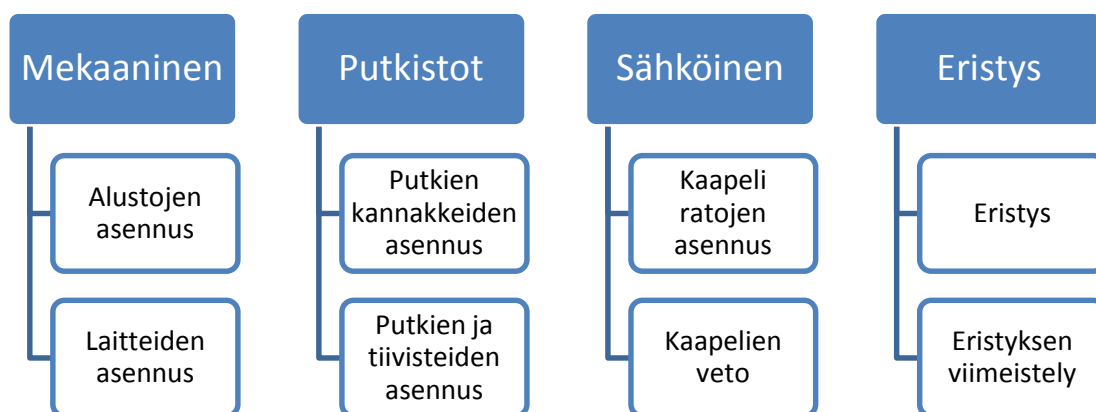 Mekaaninen
Alustojen
asennus
Laitteiden
asennus
Putkistot
Putkien
kannakkeiden
asennus
Putkien ja
tiivisteiden
asennus
Sähköinen
Kaapeli
ratojen
asennus
Kaapelien
veto
Eristys
Eristys
Eristyksen
viimeistely